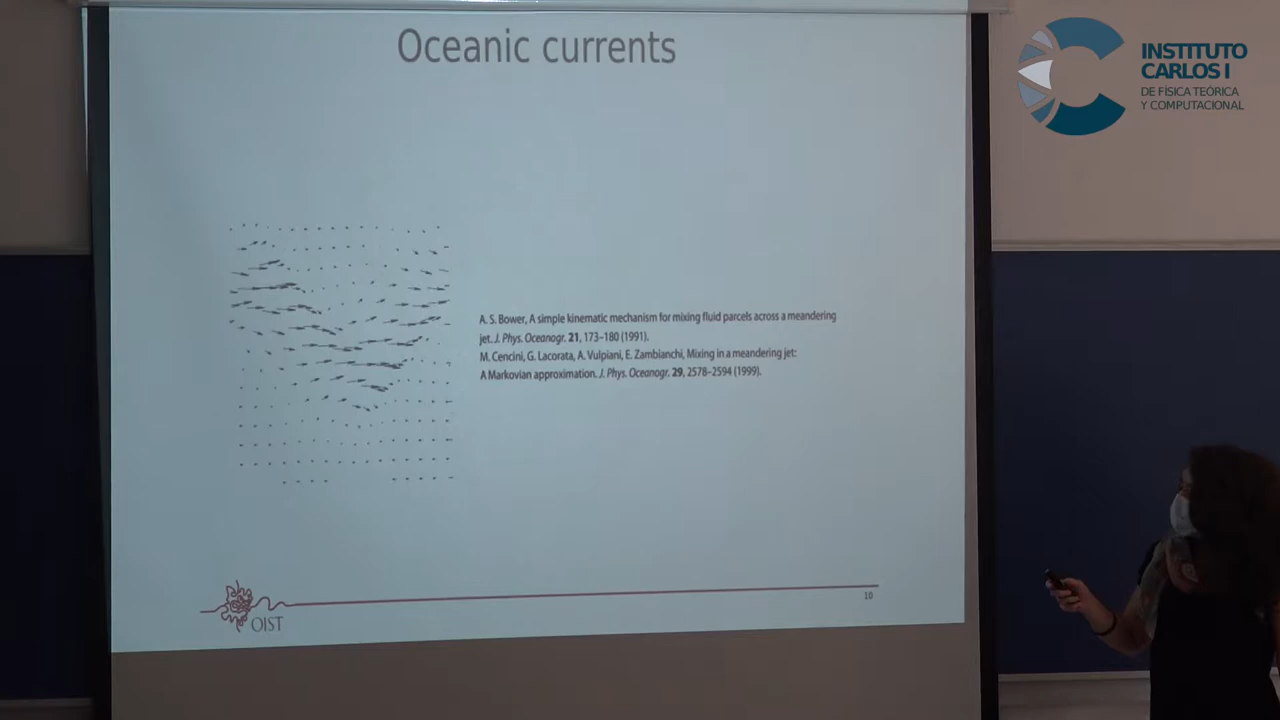 Oceanic currents
INSTITUTO
CARLOS I
DE FÍSICA TEÓRICA
Y COMPUTACIONAL
A. S. Bower, A simple kinematic mechanism for mixing fluid parcels across a meandering
jet. J. Phys. Oceanogr. 21, 173–180 (1991).
M. Cencini, G. Lacorata, A. Vulpiani, E. Zambianchi, Mixing in a meandering jet:
A Markovian approximation. J. Phys. Oceanogr. 29, 2578–2594 (1999).
OIST
10